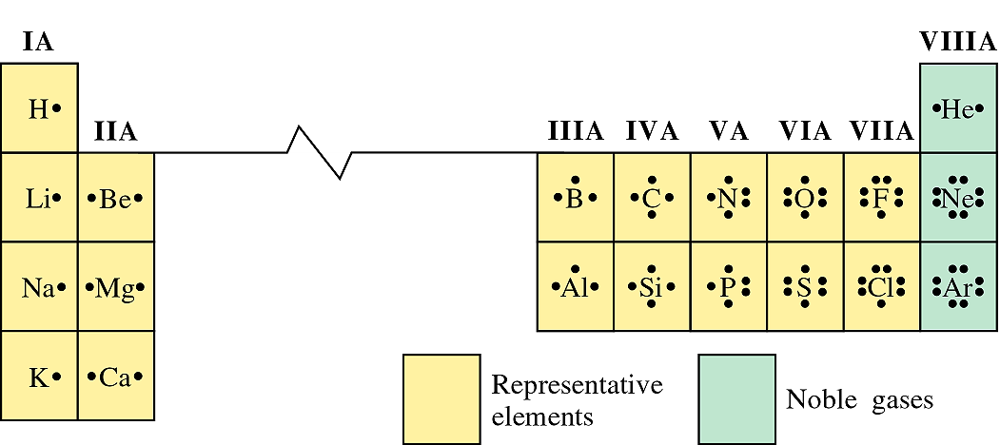 IA
VIIIA
H
He
IIA
IIIA
IVA
VA
VIA
VIIA
Li
Be
B
C
N
O
F
Ne
Na
Mg
Al
Si
P
S
Cl
Ar
K
Ca
Representative
elements
Noble gases